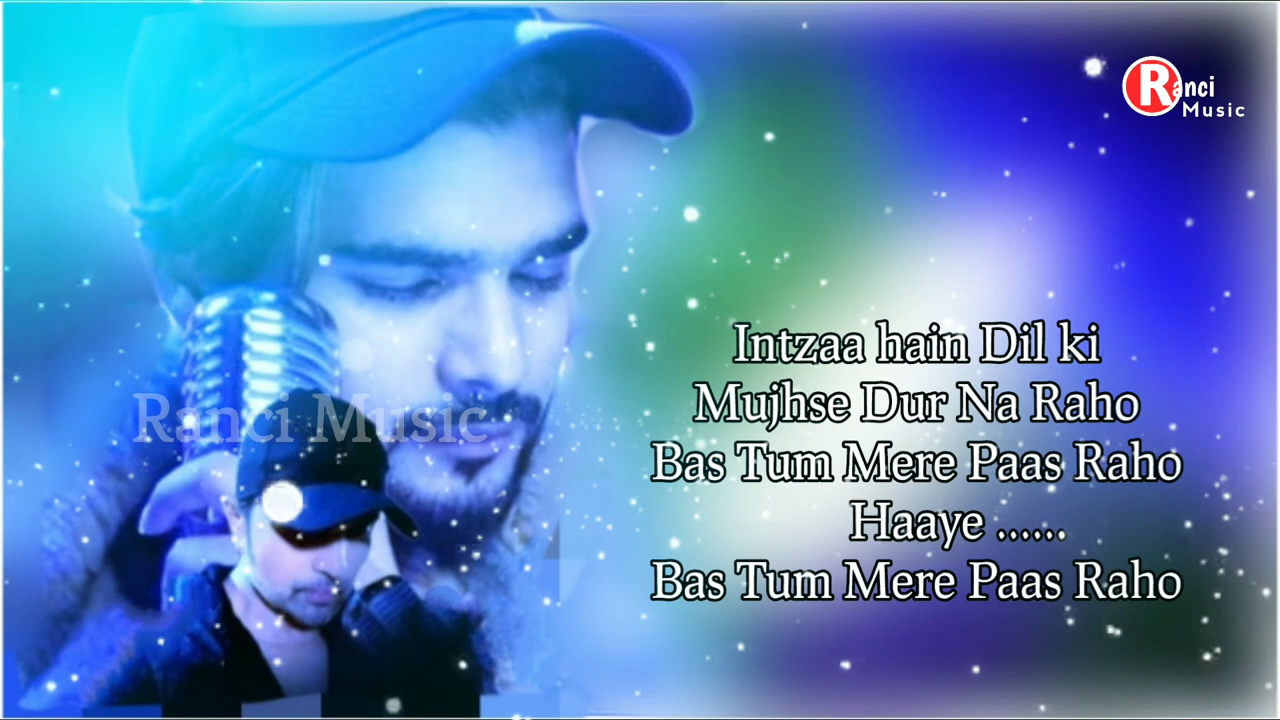 Ranci
Music
Intzaa hain Dil ki
Mujhse Dur Na Raho
Bas Tum Mere Paas Raho
Haaye ......
Bas Tum Mere Paas Raho
Ranci Music